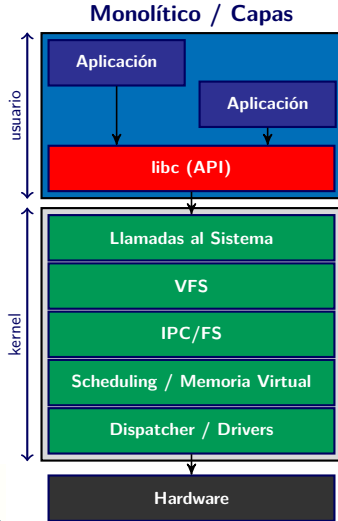 Monolítico / Capas
usuario
Aplicación
Aplicación
libc (API)
kernel
Llamadas al Sistema
VFS
IPC/FS
Scheduling / Memoria Virtual
Dispatcher / Drivers
Hardware